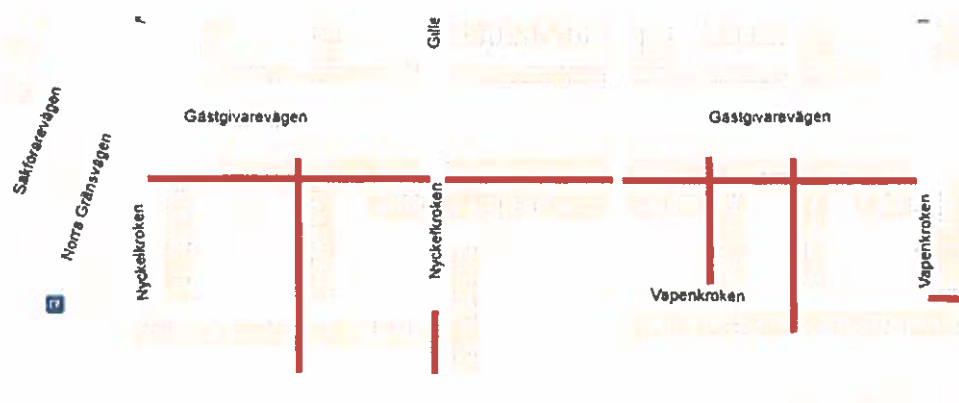 Gille
Gästgivarevägen
Gästgivarevägen
Sakförarevägen
Norra Gränsvägen
Nyckelkroken
Nyckelkroken
Vapenkroken
Vapenkroken